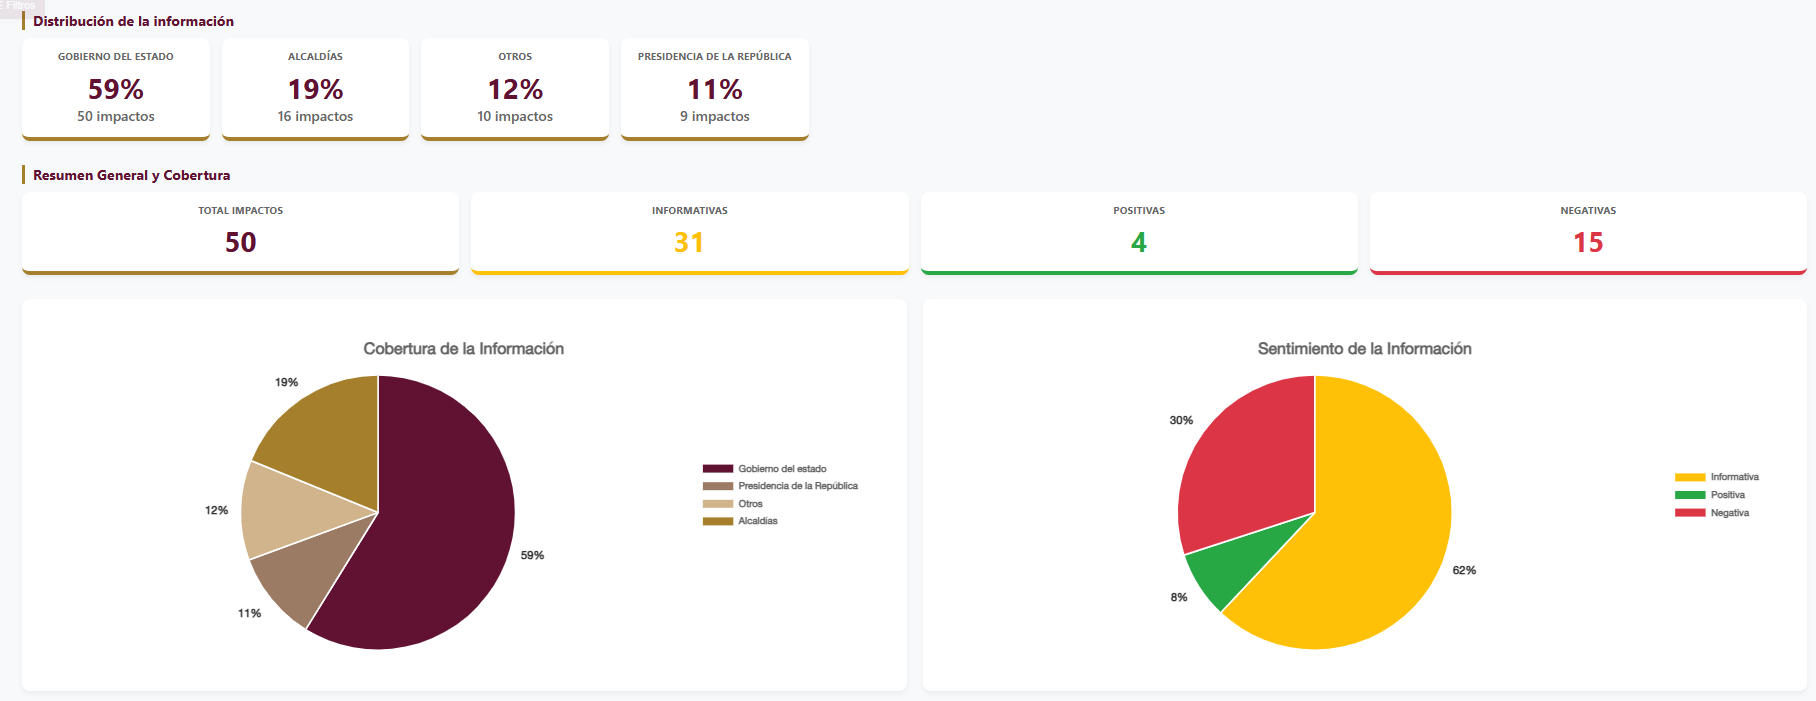 E Filtros
Distribución de la información
GOBIERNO DEL ESTADO
59%
50 impactos
ALCALDÍAS
19%
16 impactos
OTROS
12%
10 impactos
PRESIDENCIA DE LA REPÚBLICA
11%
9 impactos
Resumen General y Cobertura
TOTAL IMPACTOS
50
INFORMATIVAS
31
POSITIVAS
4
NEGATIVAS
15
Cobertura de la Información
19%
12%
11%
59%
Gobierno del estado
Presidencia de la República
Otros
Alcaldías
Sentimiento de la Información
30%
8%
62%
Informativa
Positiva
Negativa